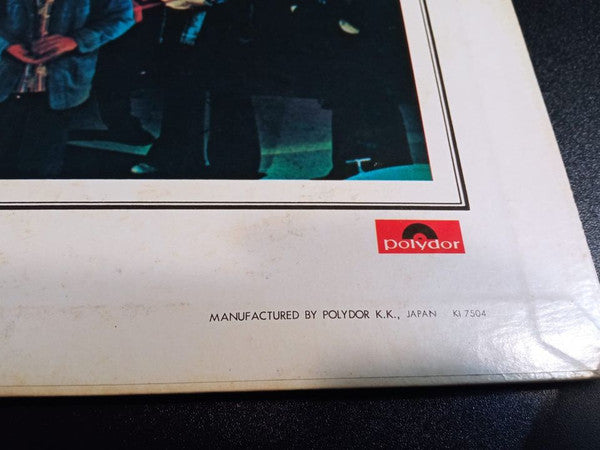 polydor
MANUFACTURED BY POLYDOR K.K., JAPAN KI 7504